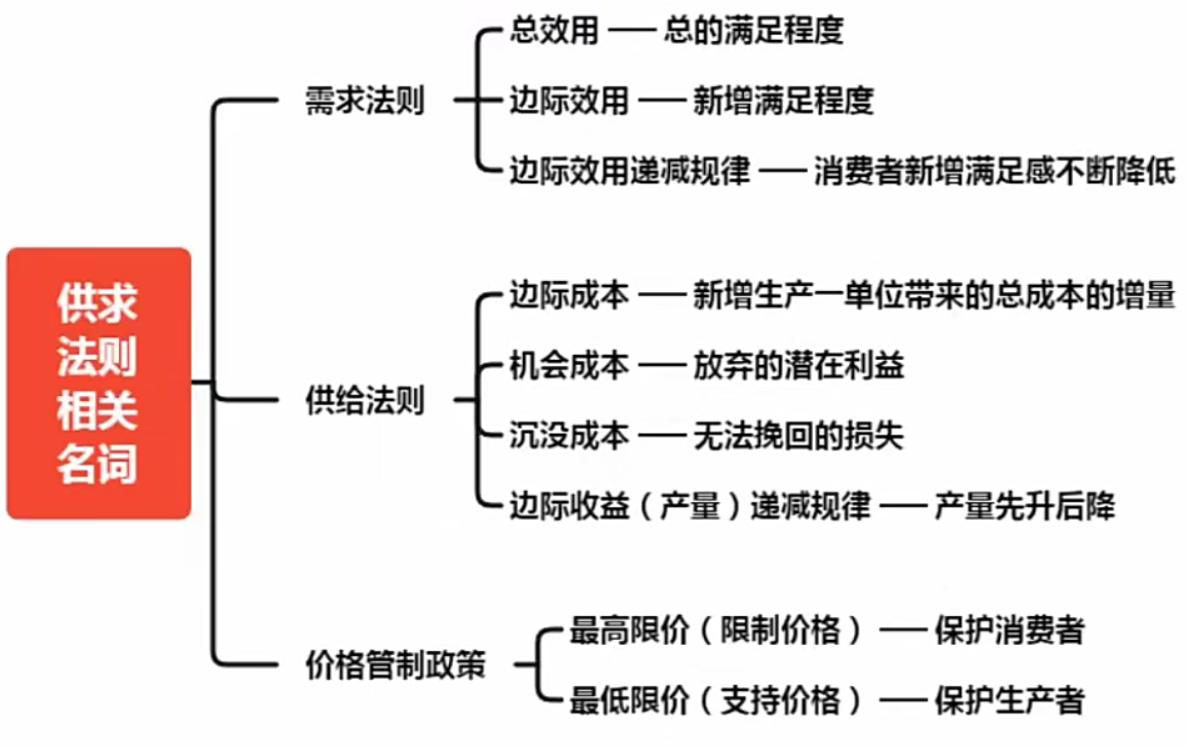 总效用 —— 总的满足程度
需求法则
边际效用 —— 新增满足程度
边际效用递减规律 —— 消费者新增满足感不断降低
供求
法则
相关
名词
边际成本 —— 新增生产一单位带来的总成本的增量
机会成本 —— 放弃的潜在利益
供给法则
沉没成本 —— 无法挽回的损失
边际收益（产量）递减规律 —— 产量先升后降
最高限价（限制价格） —— 保护消费者
价格管制政策
最低限价（支持价格） —— 保护生产者